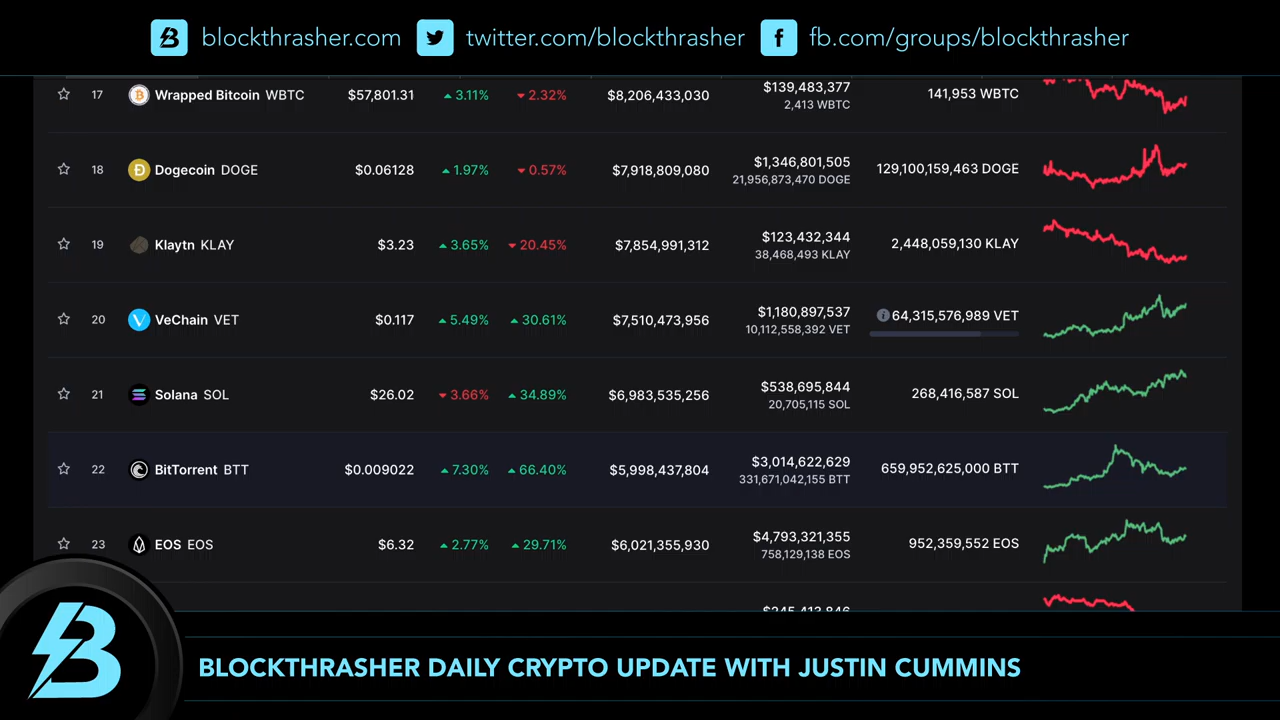 blockthrasher.com twitter.com/blockthrasher fb.com/groups/blockthrasher
17 Wrapped Bitcoin WBTC $57,801.31 3.11% 2.32% $8,206,433,030 $139,483,377 141,953 WBTC
2,413 WBTC
18 Dogecoin DOGE $0.06128 1.97% 0.57% $7,918,809,080 $1,346,801,505 129,100,159,463 DOGE
21,956,873,470 DOGE
19 Klaytn KLAY $3.23 3.65% 20.45% $7,854,991,312 $123,432,344 2,448,059,130 KLAY
38,468,493 KLAY
20 VeChain VET $0.117 5.49% 30.61% $7,510,473,956 $1,180,897,537 64,315,576,989 VET
10,112,558,392 VET
21 Solana SOL $26.02 3.66% 34.89% $6,983,535,256 $538,695,844 268,416,587 SOL
20,705,115 SOL
22 BitTorrent BTT $0.009022 7.30% 66.40% $5,998,437,804 $3,014,622,629 659,952,625,000 BTT
331,671,042,155 BTT
23 EOS EOS $6.32 2.77% 29.71% $6,021,355,930 $4,793,321,355 952,359,552 EOS
758,129,138 EOS
BLOCKTHRASHER DAILY CRYPTO UPDATE WITH JUSTIN CUMMINS